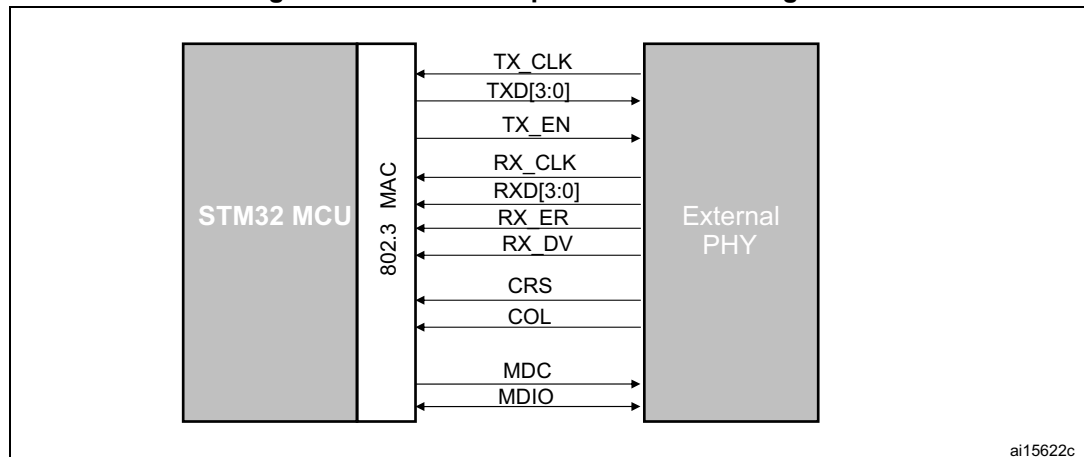 TX_CLK
TXD[3:0]
TX_EN
RX_CLK
RXD[3:0]
RX_ER
RX_DV
CRS
COL
MDC
MDIO
STM32 MCU
802.3 MAC
External
PHY
ai15622c